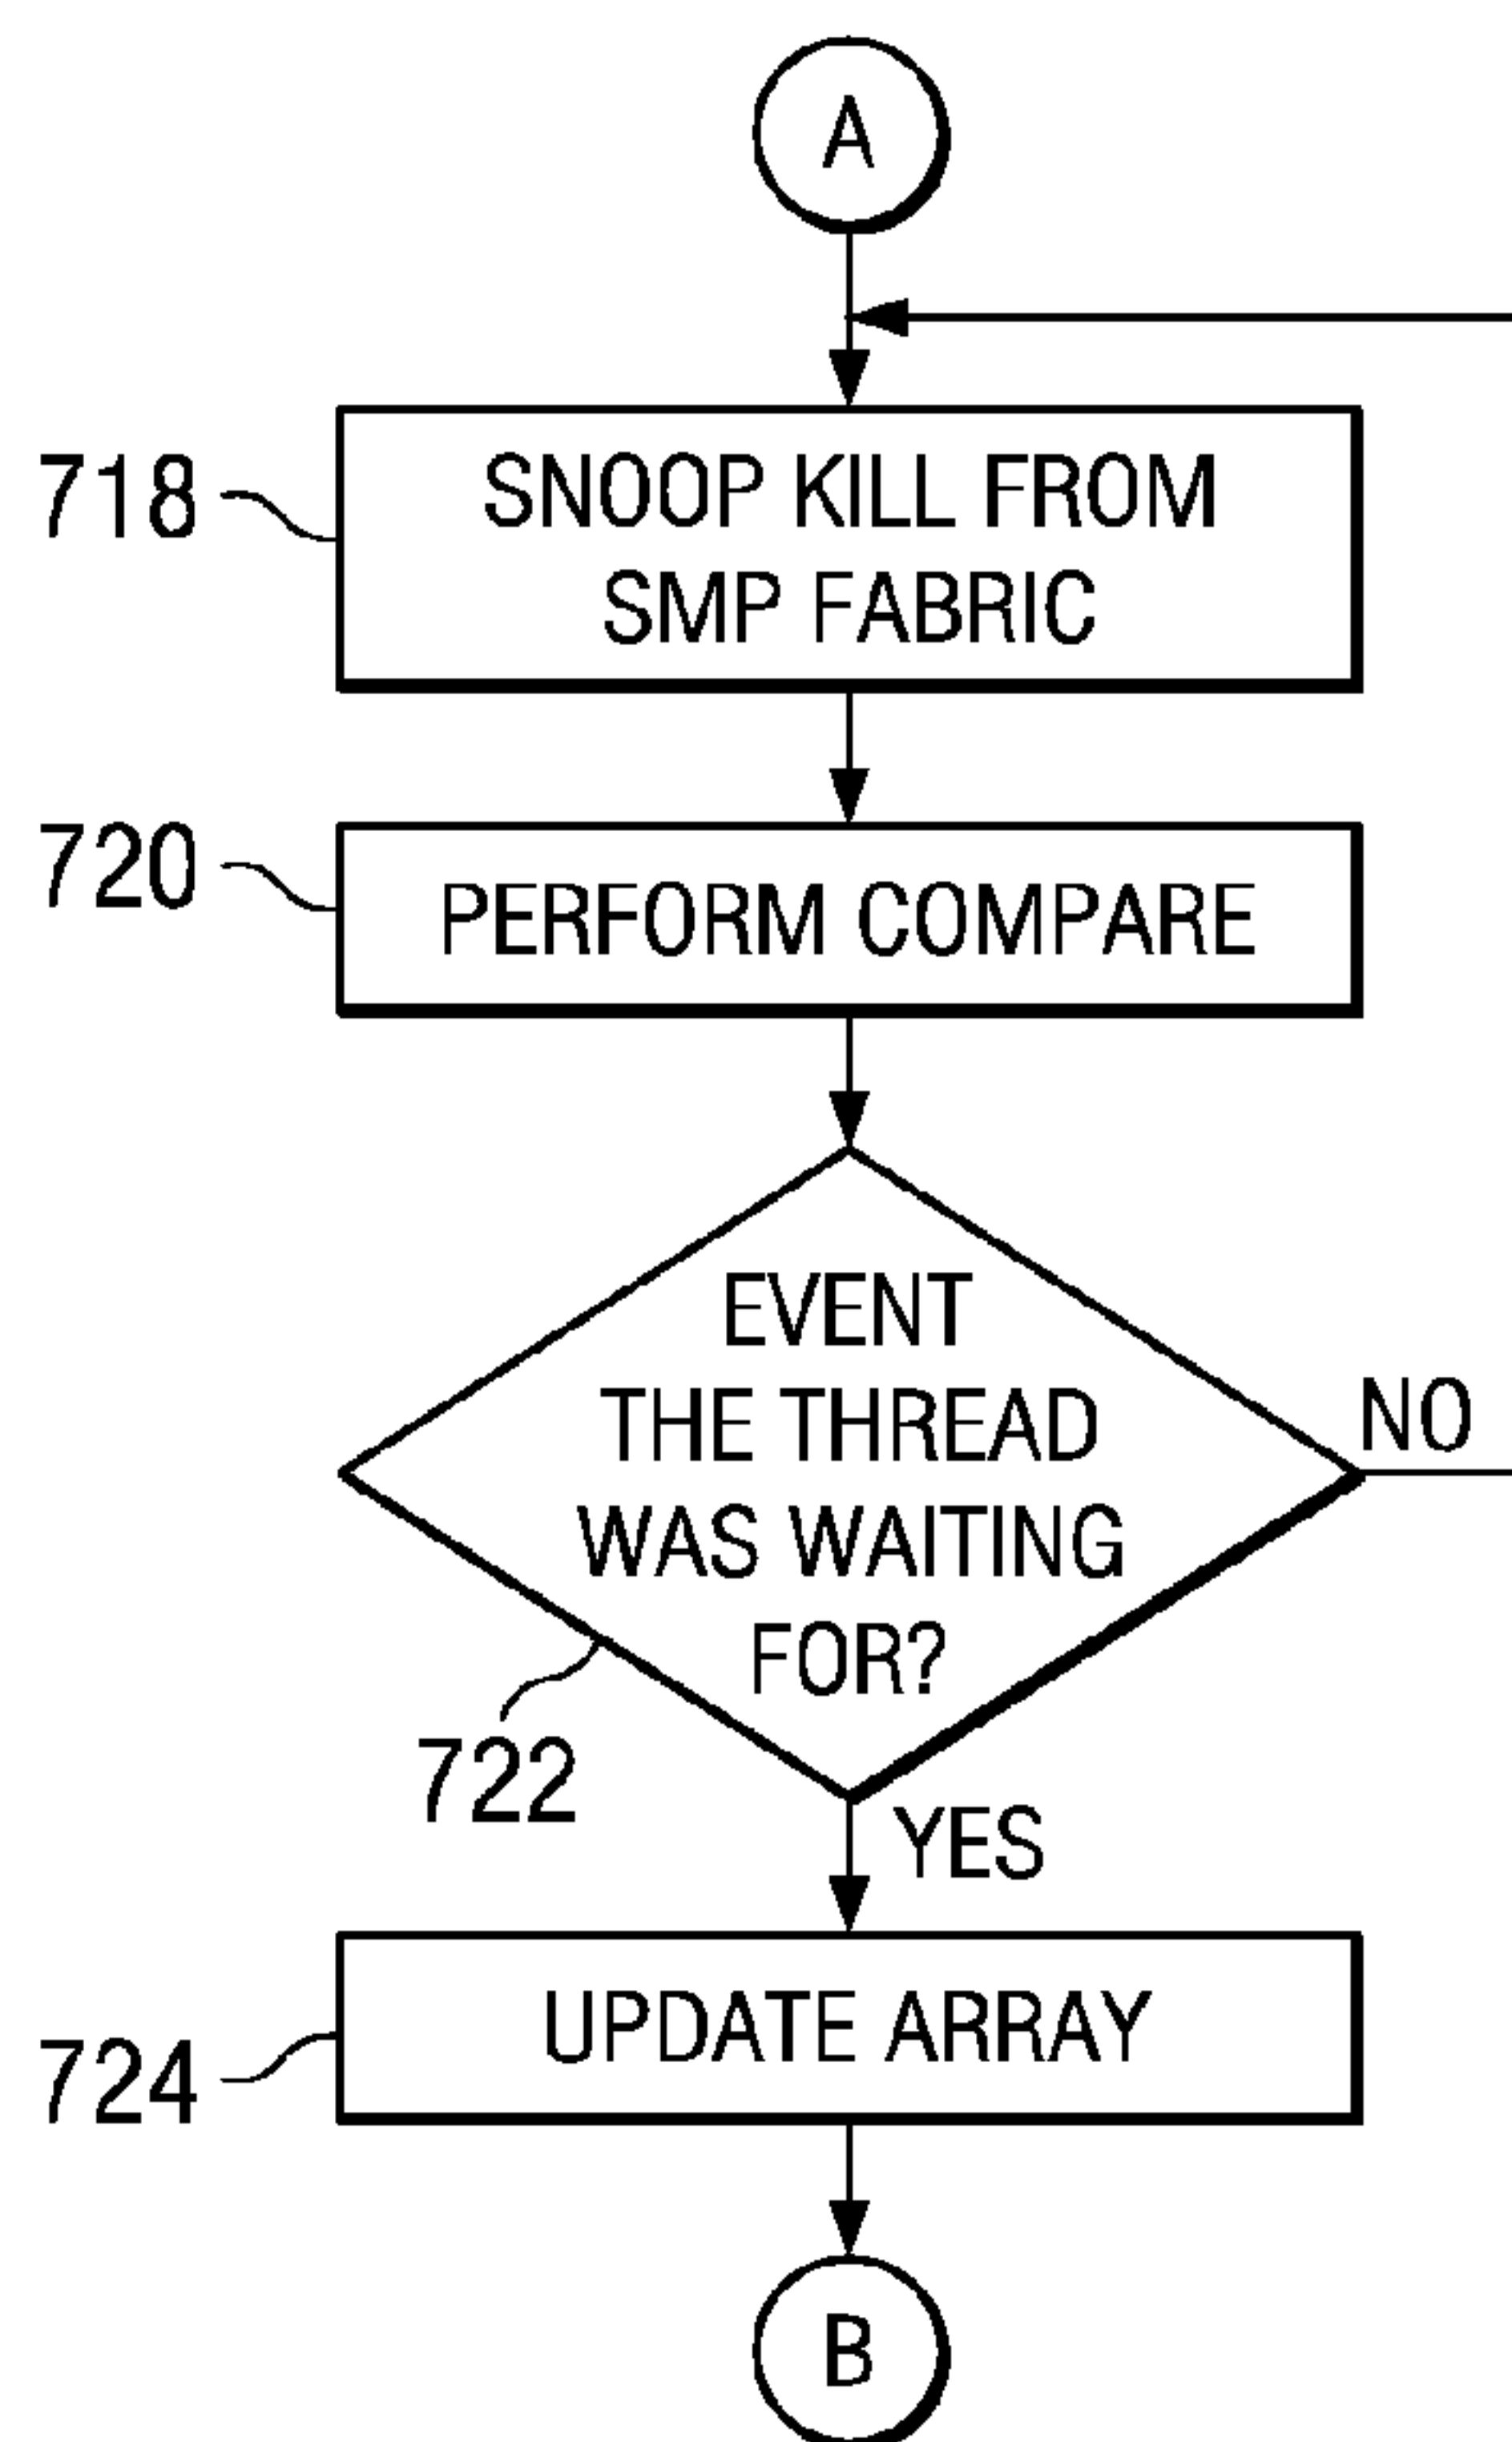 A
718
SNOOP KILL FROM
SMP FABRIC
720
PERFORM COMPARE
EVENT
THE THREAD
WAS WAITING
FOR?
NO
722
YES
724
UPDATE ARRAY
B